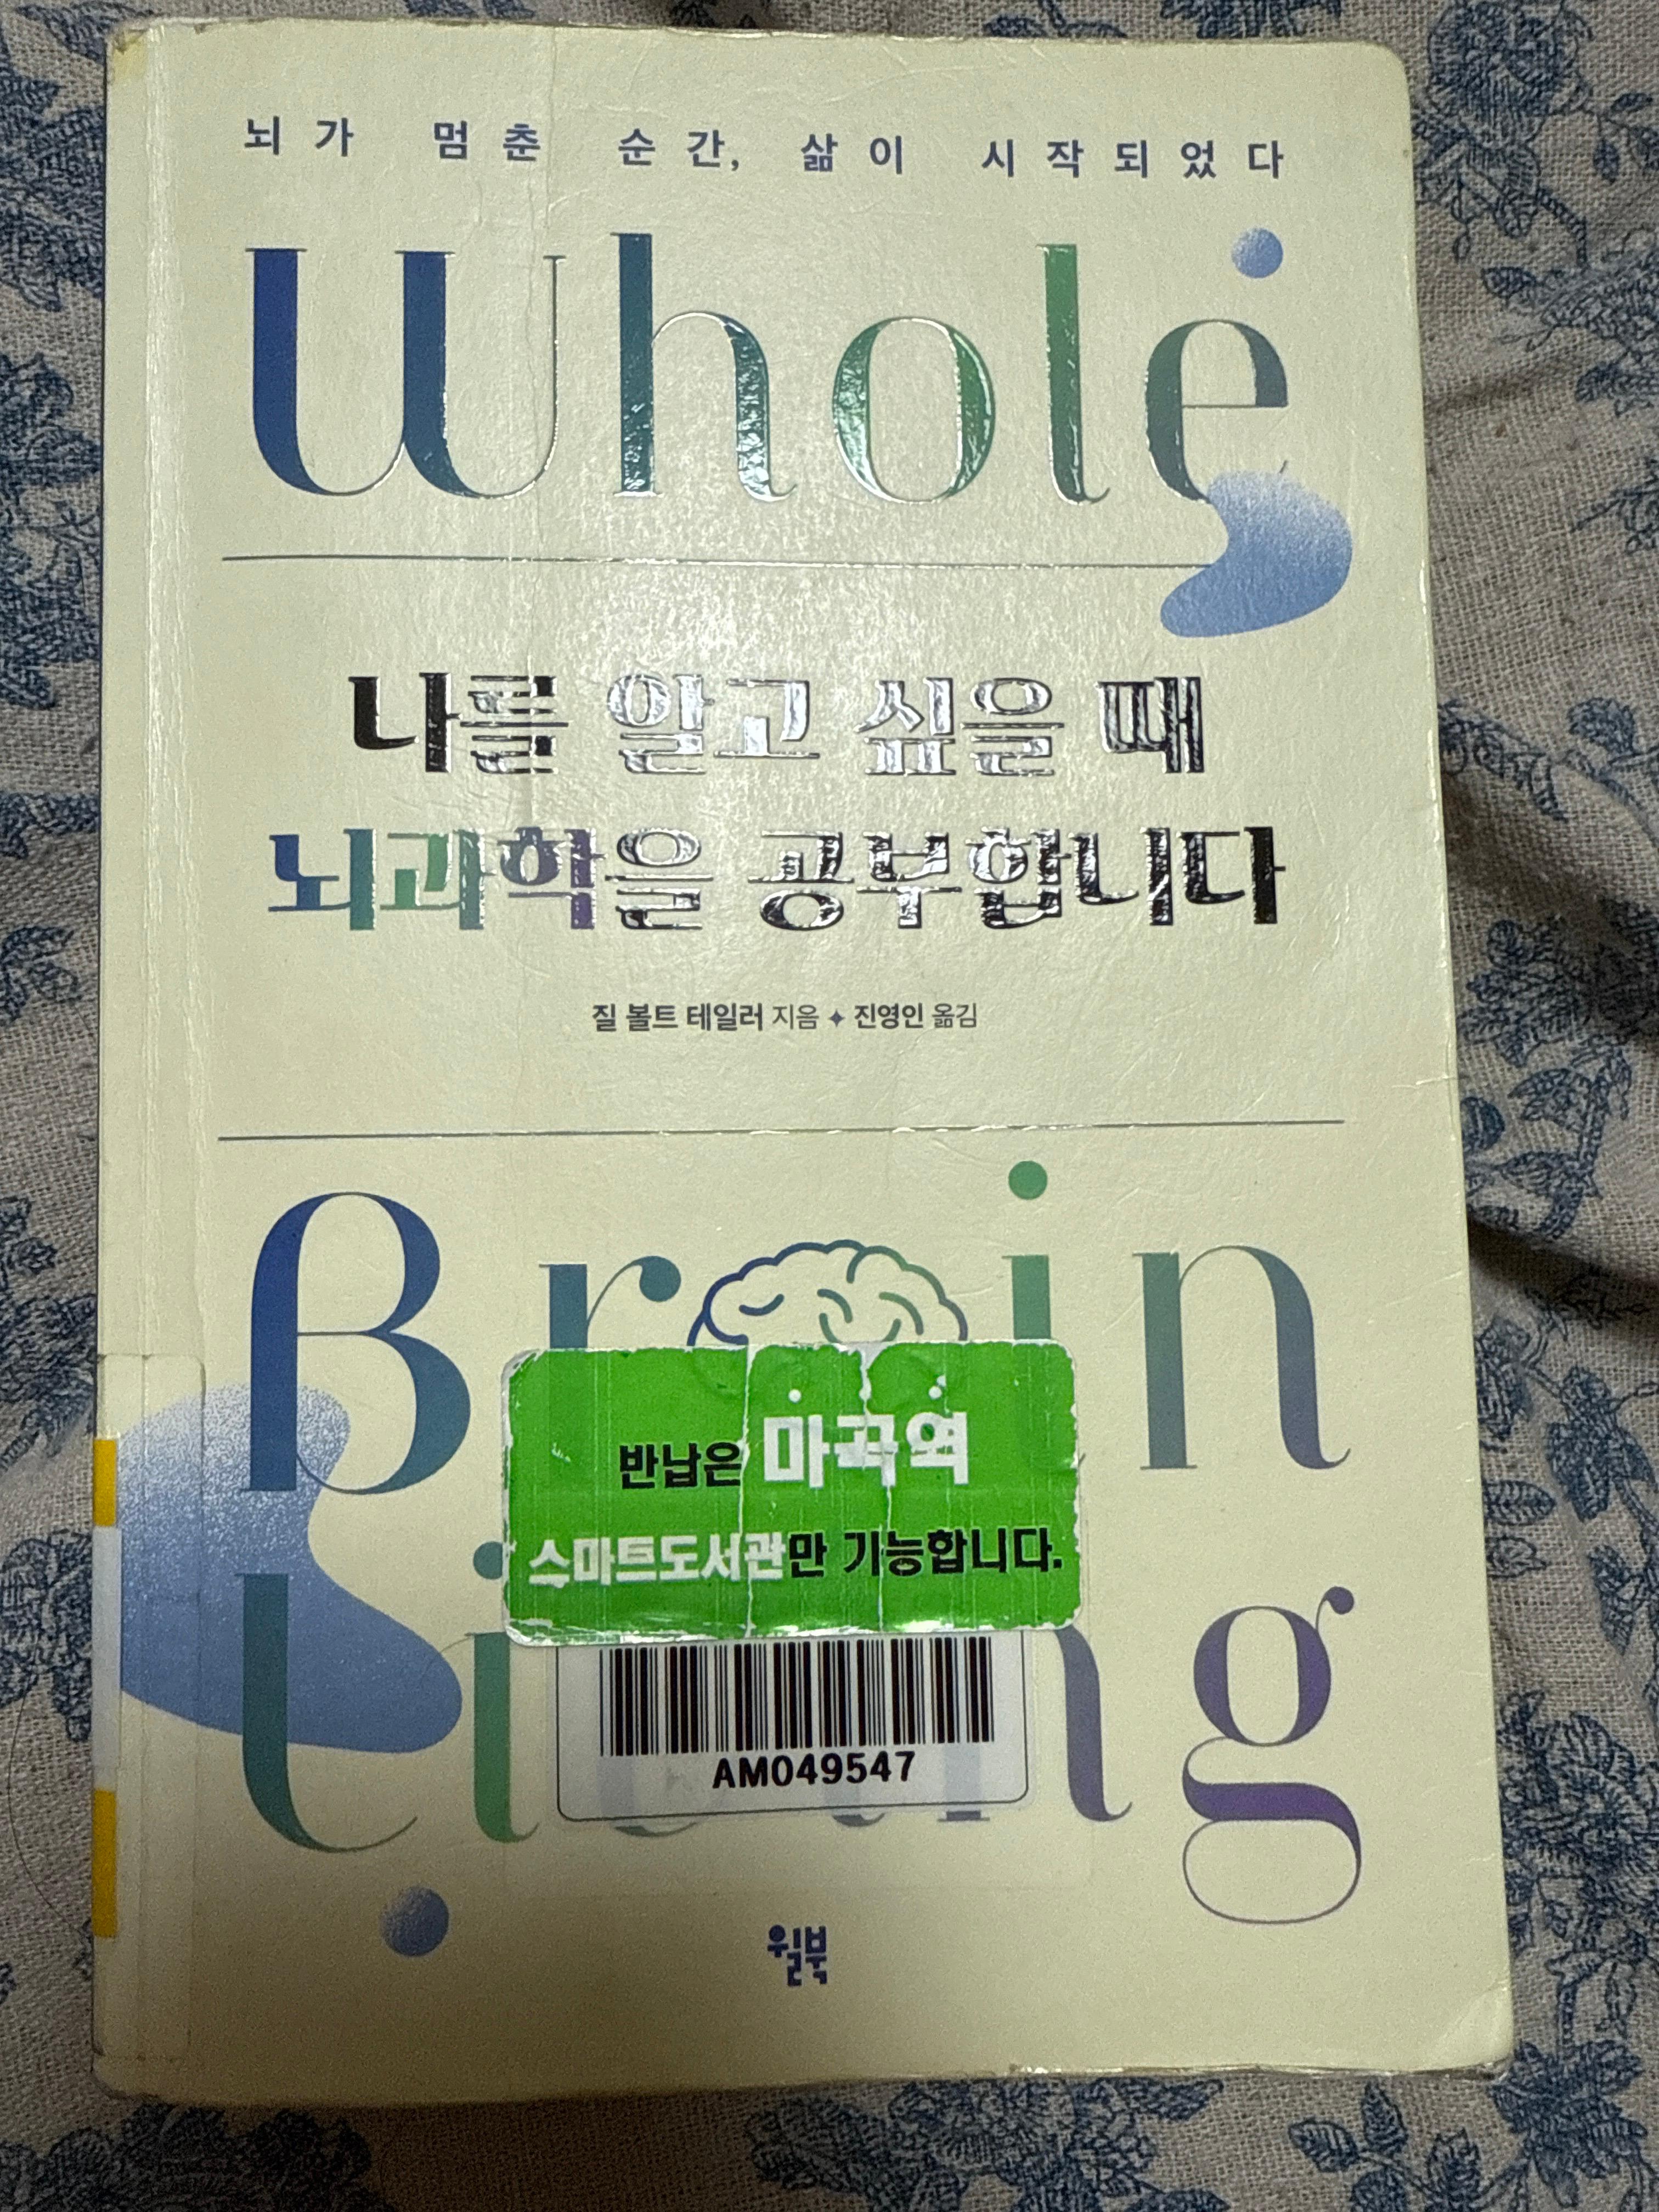 뇌가 멈춘 순간, 삶이 시작되었다
Whole
나를 알고 싶을 때
뇌과학을 공부합니다
질 볼트 테일러 지음 ✦ 진영인 옮김
Brain
반납은 마곡역
스마트도서관만 가능합니다.
AM049547
윌북